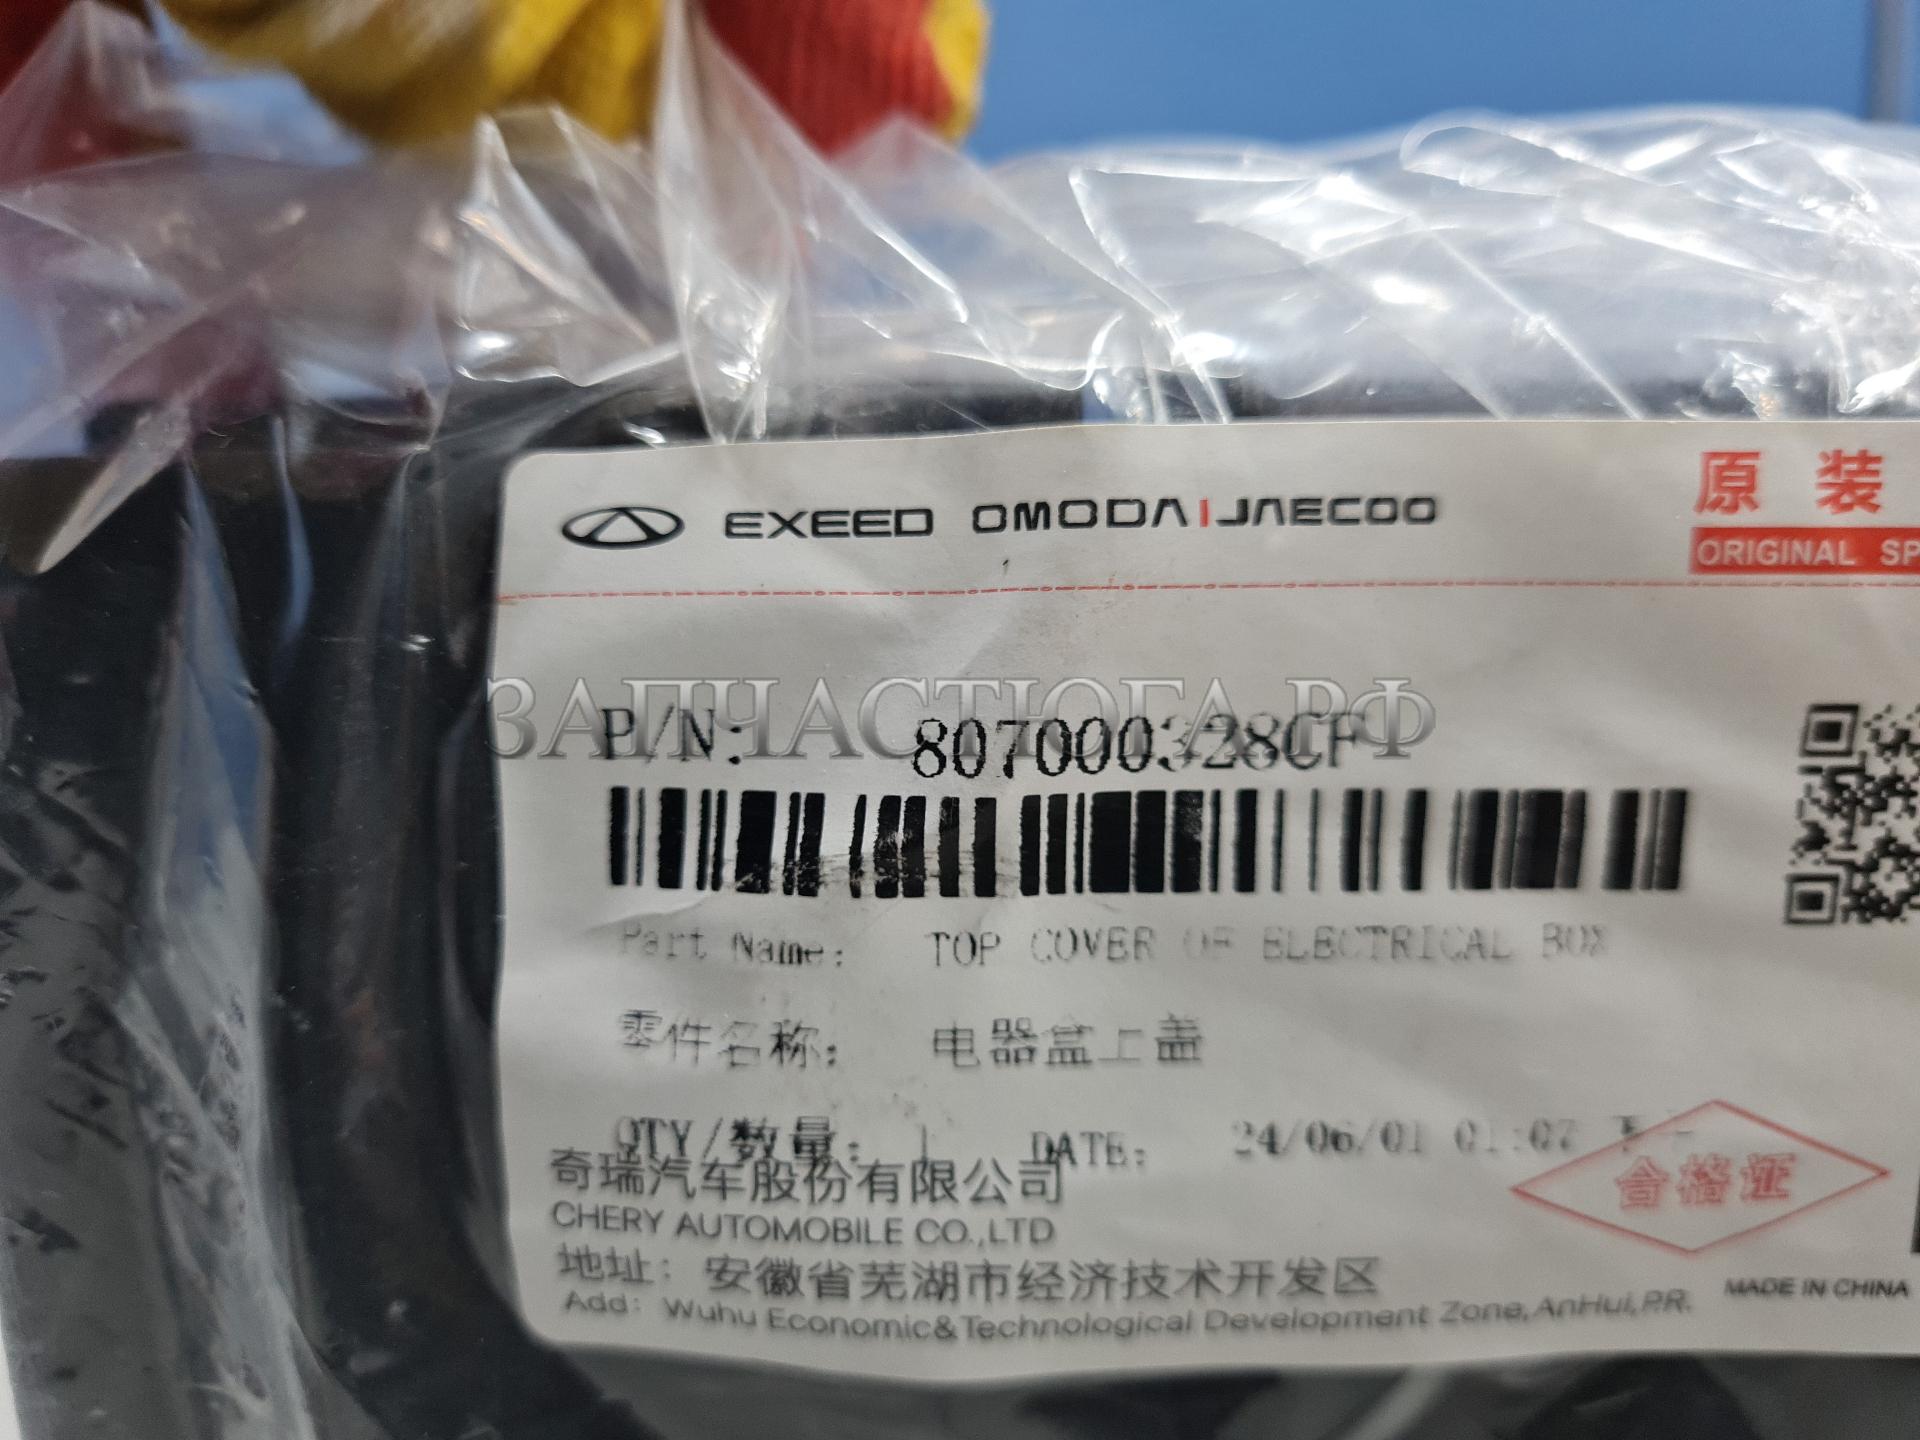 EXEED OMODA|JAECOO
原装
ORIGINAL SP
ЗАПЧАСТЮГА.РФ
P/N: 807000328CF
Part Name: TOP COVER OF ELECTRICAL BOX
零件名称: 电器盒上盖
QTY/数量: 1 DATE: 24/06/01 01:07
奇瑞汽车股份有限公司
合格证
CHERY AUTOMOBILE CO.,LTD
地址: 安徽省芜湖市经济技术开发区
MADE IN CHINA
Add: Wuhu Economic&Technological Development Zone,AnHui,P.R.